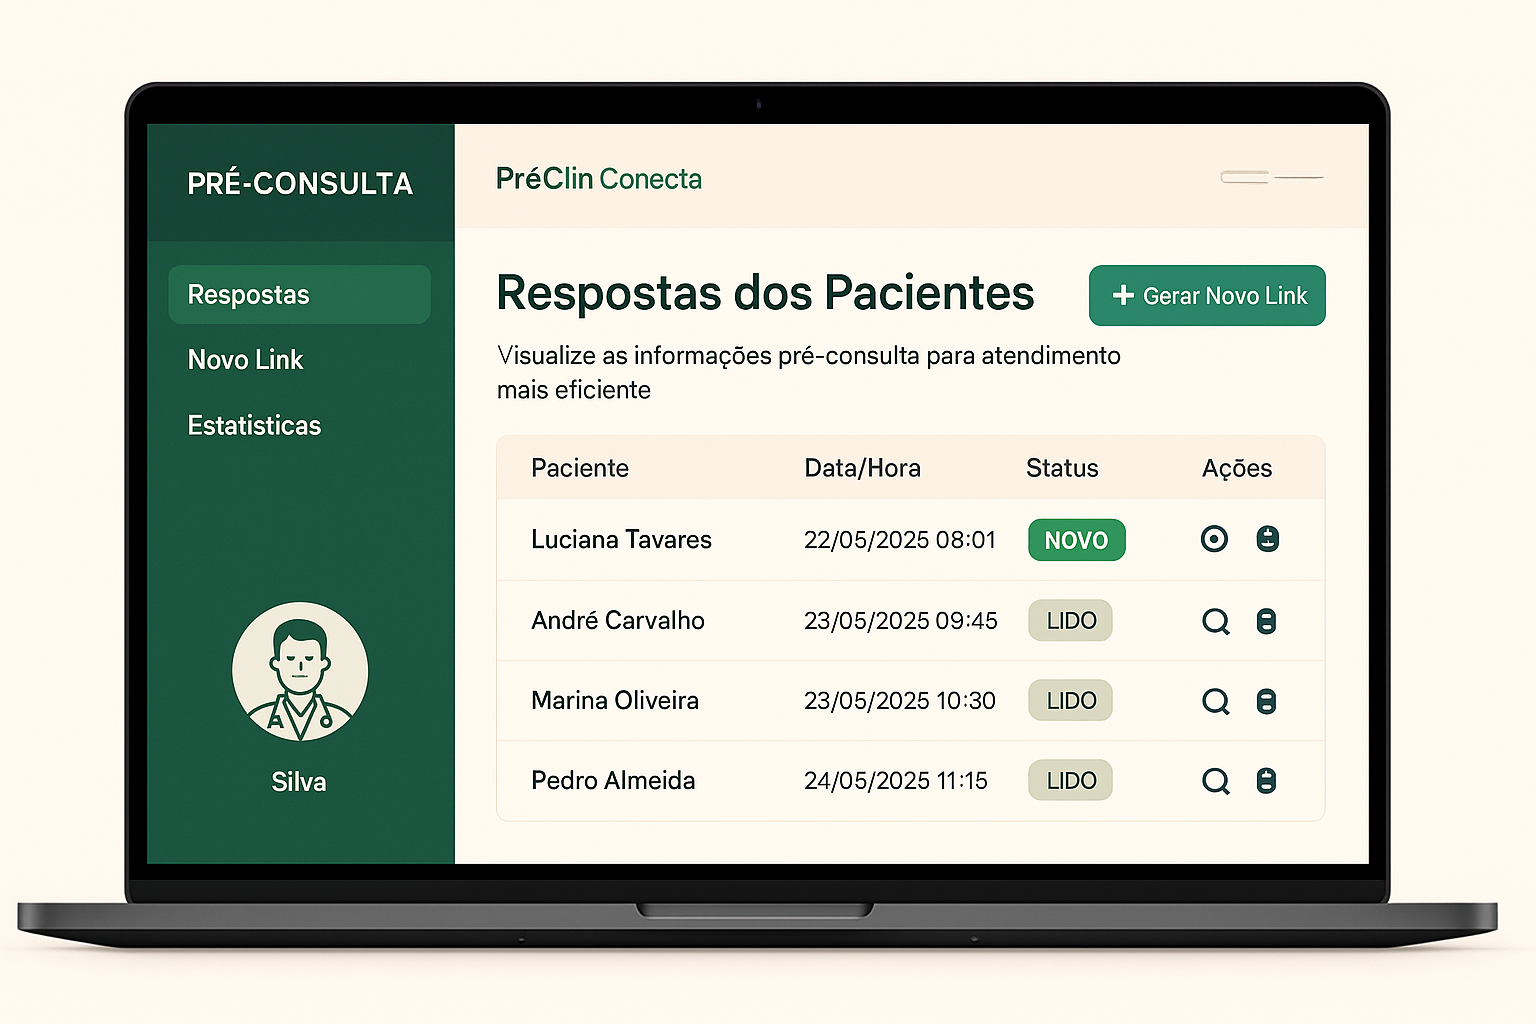 PRÉ-CONSULTA
Respostas
Novo Link
Estatisticas
Silva
PréClin Conecta
Respostas dos Pacientes
+ Gerar Novo Link
Visualize as informações pré-consulta para atendimento
mais eficiente
Paciente Data/Hora Status Ações
Luciana Tavares 22/05/2025 08:01 NOVO
André Carvalho 23/05/2025 09:45 LIDO
Marina Oliveira 23/05/2025 10:30 LIDO
Pedro Almeida 24/05/2025 11:15 LIDO